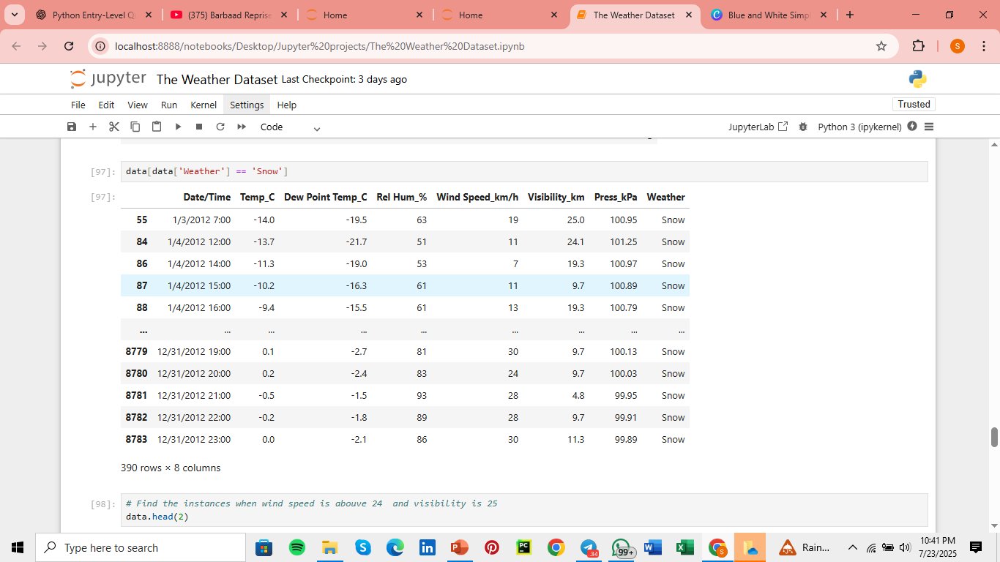 Python Entry-Level Q
(375) Barbaad Reprise
Home
Home
The Weather Dataset
Blue and White Simp
localhost:8888/notebooks/Desktop/Jupyter%20projects/The%20Weather%20Dataset.ipynb
S
jupyter The Weather Dataset Last Checkpoint: 3 days ago
File Edit View Run Kernel Settings Help
Trusted
Code
JupyterLab
Python 3 (ipykernel)
[97]: data[data['Weather'] == 'Snow']
[97]: Date/Time Temp_C Dew Point Temp_C Rel Hum_% Wind Speed_km/h Visibility_km Press_kPa Weather
55 1/3/2012 7:00 -14.0 -19.5 63 19 25.0 100.95 Snow
84 1/4/2012 12:00 -13.7 -21.7 51 11 24.1 101.25 Snow
86 1/4/2012 14:00 -11.3 -19.0 53 7 19.3 100.97 Snow
87 1/4/2012 15:00 -10.2 -16.3 61 11 9.7 100.89 Snow
88 1/4/2012 16:00 -9.4 -15.5 61 13 19.3 100.79 Snow
... ... ... ... ... ... ... ... ...
8779 12/31/2012 19:00 0.1 -2.7 81 30 9.7 100.13 Snow
8780 12/31/2012 20:00 0.2 -2.4 83 24 9.7 100.03 Snow
8781 12/31/2012 21:00 -0.5 -1.5 93 28 4.8 99.95 Snow
8782 12/31/2012 22:00 -0.2 -1.8 89 28 9.7 99.91 Snow
8783 12/31/2012 23:00 0.0 -2.1 86 30 11.3 99.89 Snow
390 rows × 8 columns
[98]: # Find the instances when wind speed is abouve 24  and visibility is 25
data.head(2)
Type here to search
.34
99+
S
Rain...
10:41 PM
7/23/2025